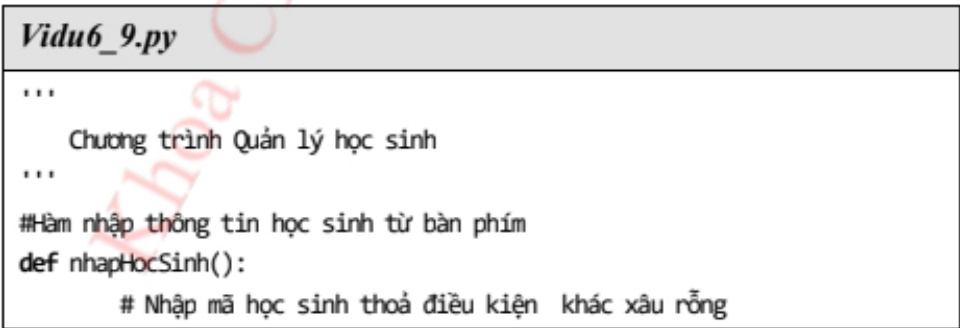 Vidu6_9.py
'''
Chương trình Quản lý học sinh
'''
#Hàm nhập thông tin học sinh từ bàn phím
def nhapHocSinh():
# Nhập mã học sinh thoả điều kiện  khác xâu rỗng
Khoa C